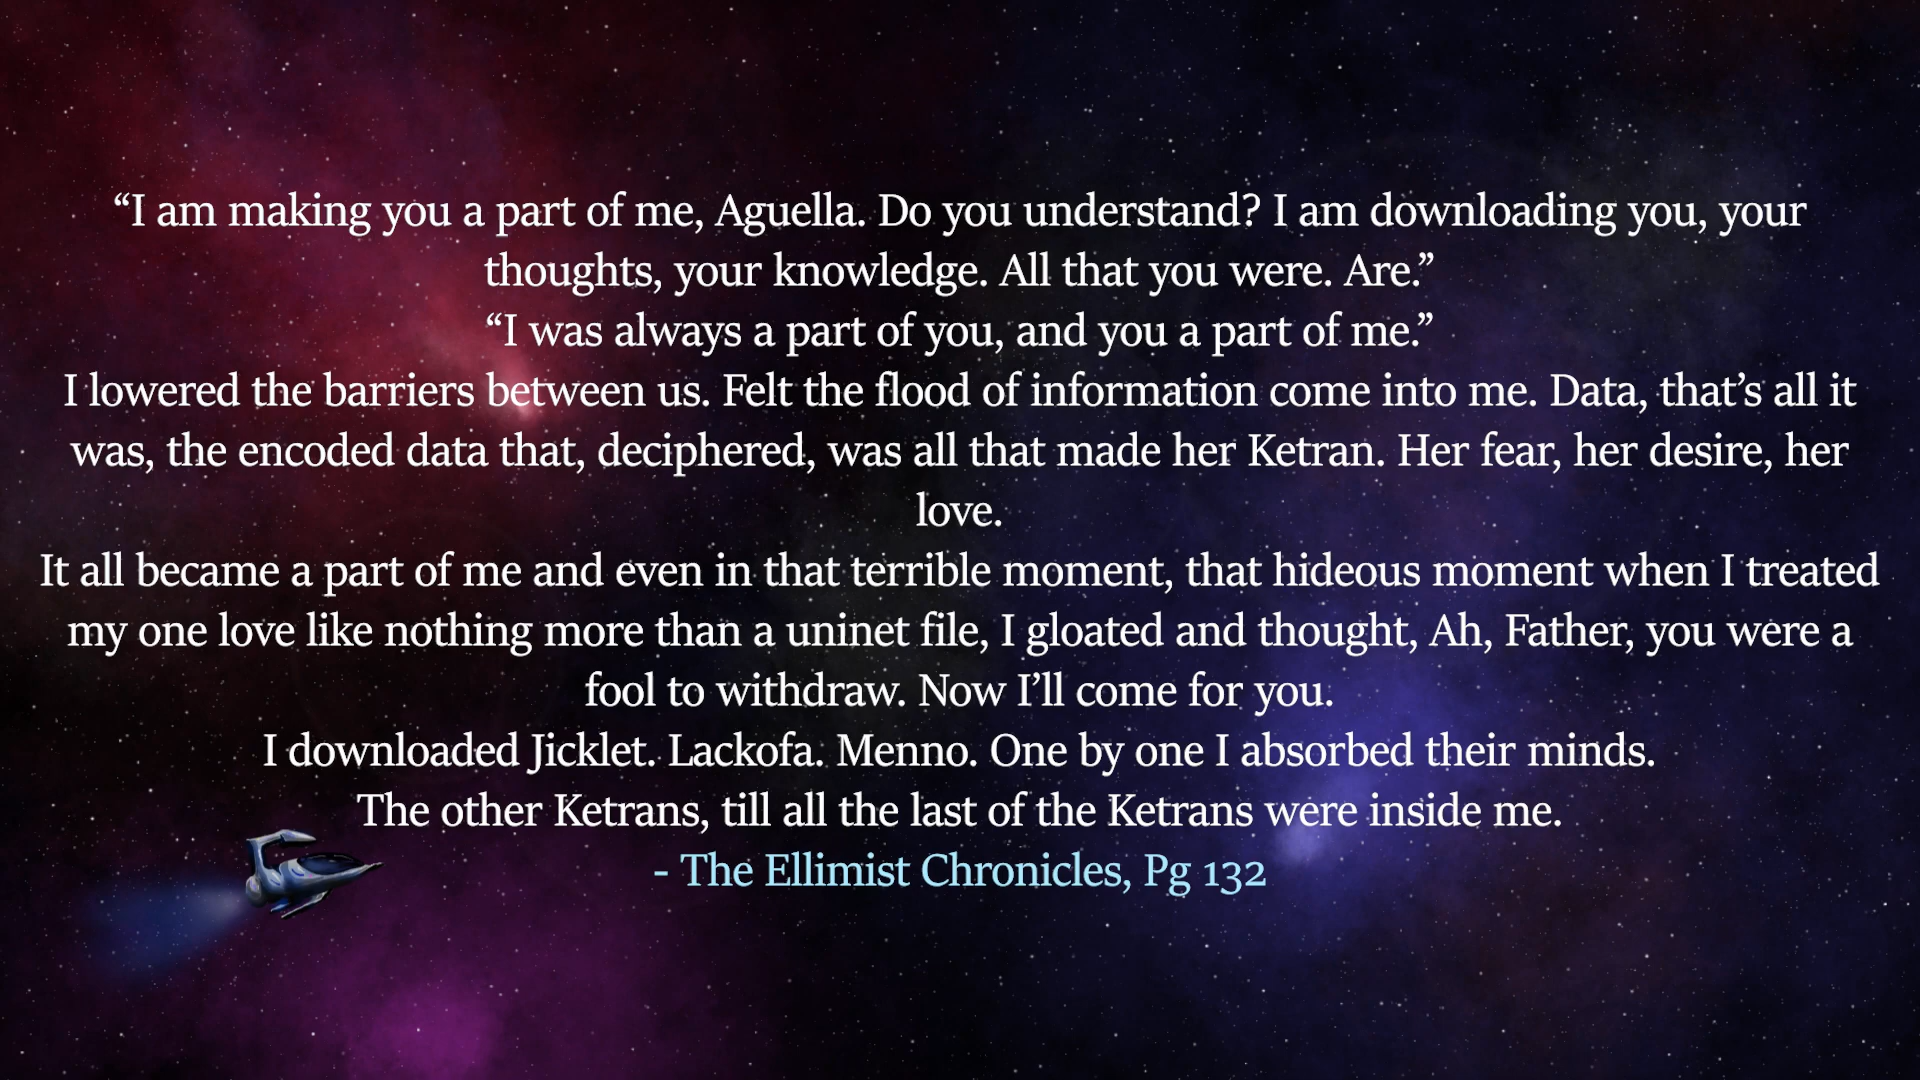 “I am making you a part of me, Aguella. Do you understand? I am downloading you, your
thoughts, your knowledge. All that you were. Are.”
“I was always a part of you, and you a part of me.”
I lowered the barriers between us. Felt the flood of information come into me. Data, that’s all it
was, the encoded data that, deciphered, was all that made her Ketran. Her fear, her desire, her
love.
It all became a part of me and even in that terrible moment, that hideous moment when I treated
my one love like nothing more than a uninet file, I gloated and thought, Ah, Father, you were a
fool to withdraw. Now I’ll come for you.
I downloaded Jicklet. Lackofa. Menno. One by one I absorbed their minds.
The other Ketrans, till all the last of the Ketrans were inside me.
- The Ellimist Chronicles, Pg 132